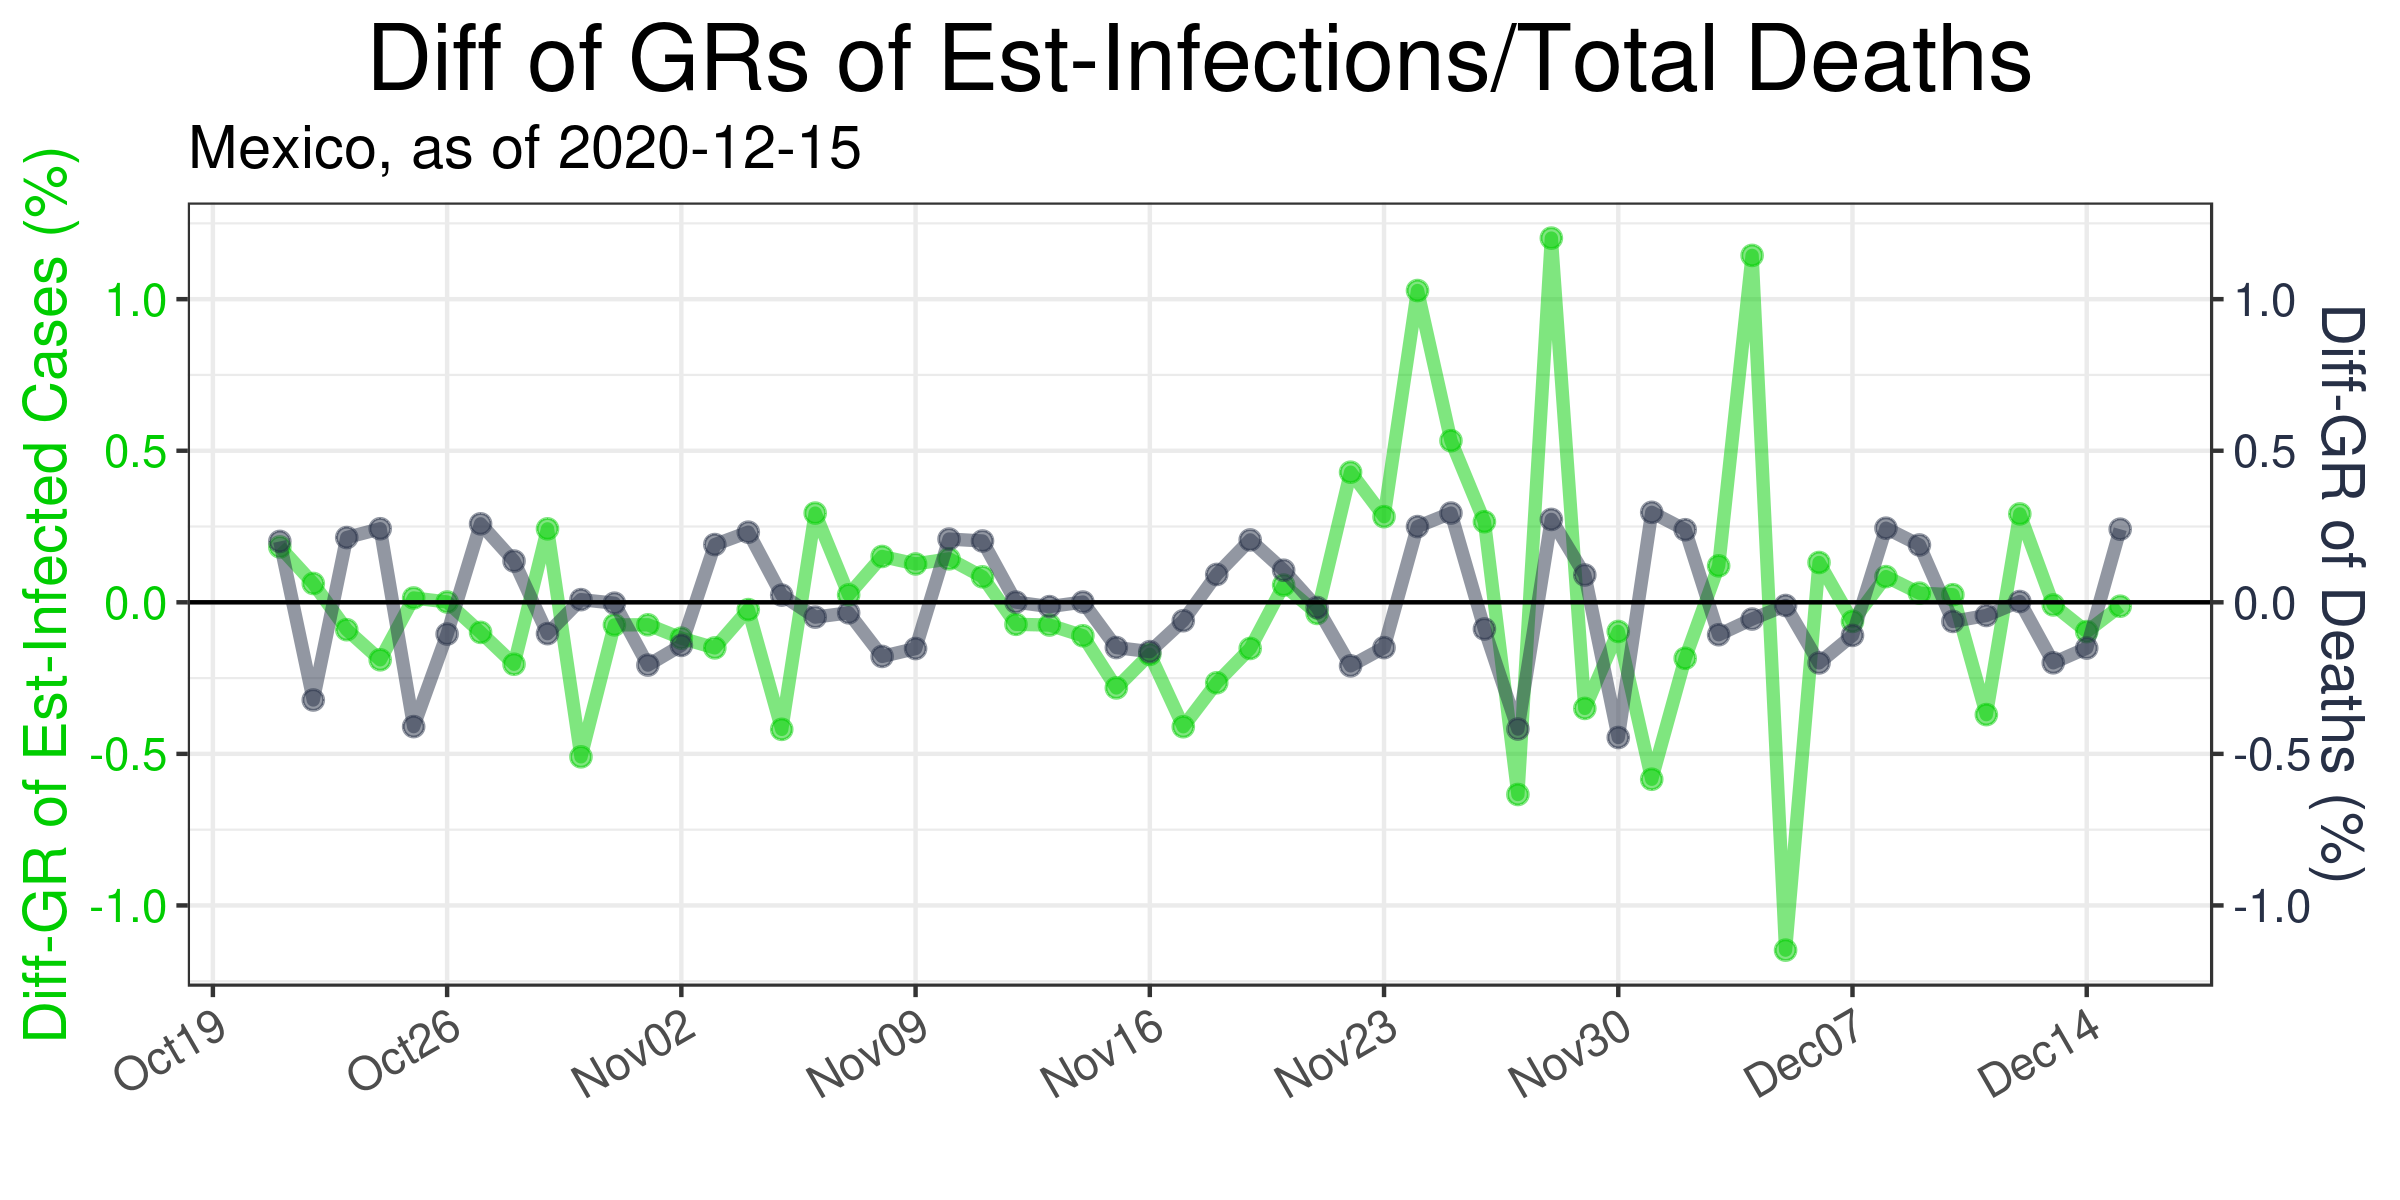 Diff of GRs of Est-Infections/Total Deaths
Mexico, as of 2020-12-15
Diff-GR of Est-Infected Cases (%)
1.0
0.5
0.0
-0.5
-1.0
1.0
0.5
0.0
-0.5
-1.0
Diff-GR of Deaths (%)
Oct19
Oct26
Nov02
Nov09
Nov16
Nov23
Nov30
Dec07
Dec14